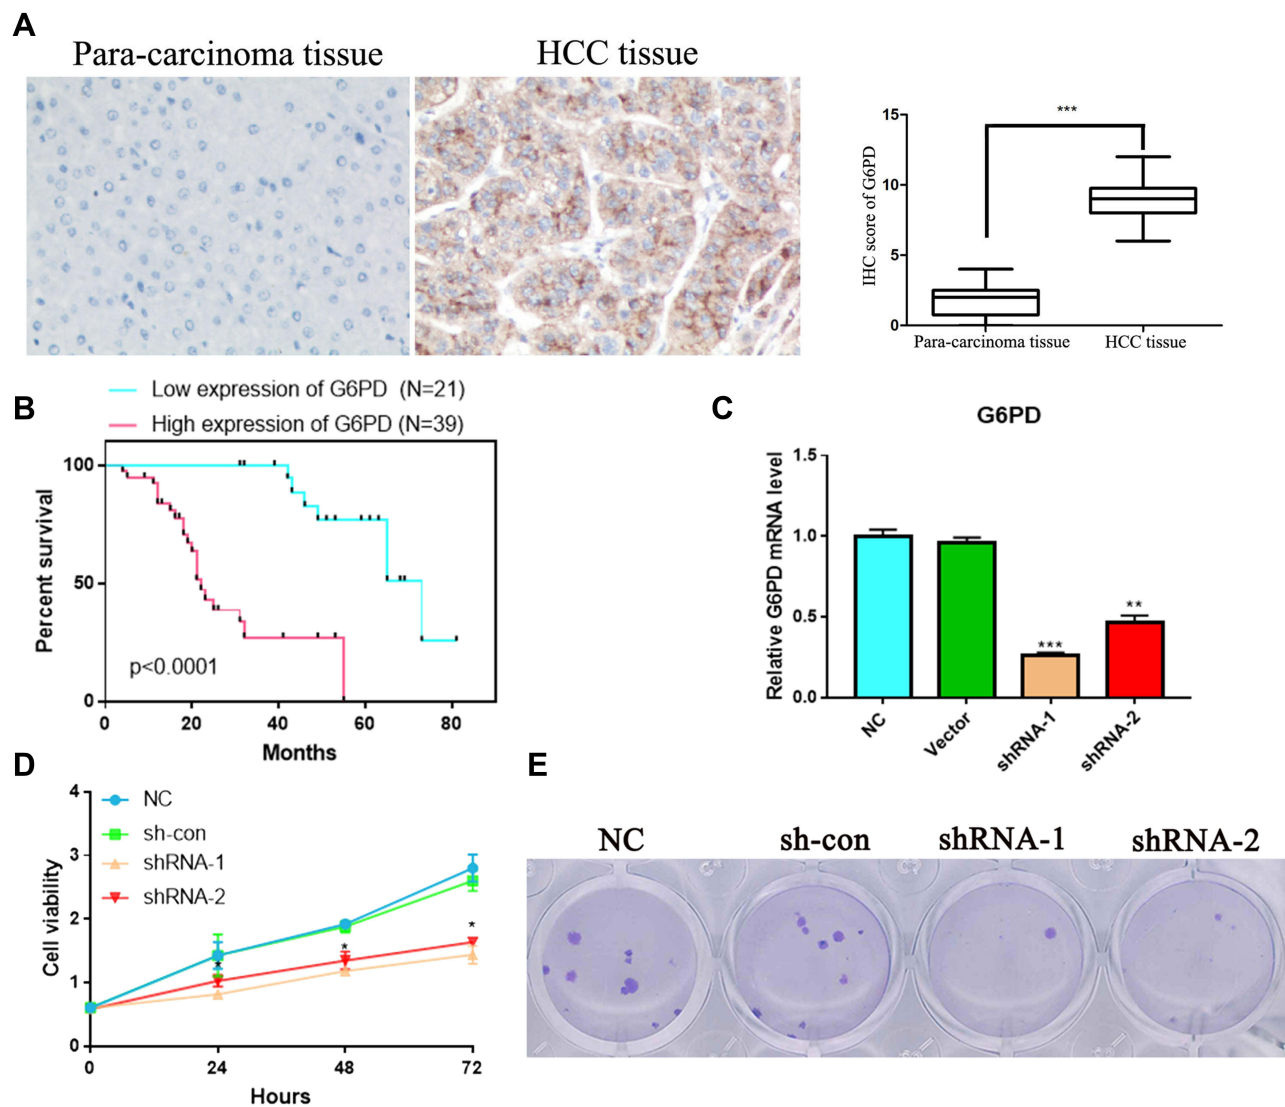 A
Para-carcinoma tissue
HCC tissue
IHC score of G6PD
15
10
5
0
***
Para-carcinoma tissue
HCC tissue
B
Low expression of G6PD (N=21)
High expression of G6PD (N=39)
Percent survival
100
50
0
p<0.0001
0
20
40
60
80
Months
C
G6PD
Relative G6PD mRNA level
1.5
1.0
0.5
0.0
***
**
NC
Vector
shRNA-1
shRNA-2
D
NC
sh-con
shRNA-1
shRNA-2
Cell viability
4
3
2
1
0
*
*
*
0
24
48
72
Hours
E
NC
sh-con
shRNA-1
shRNA-2